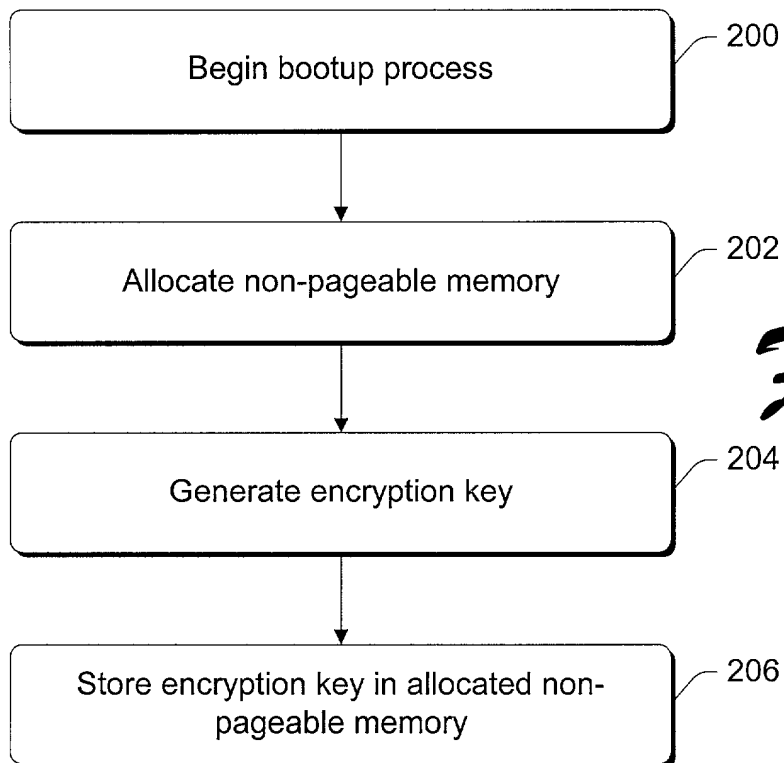 Begin bootup process
200
Allocate non-pageable memory
202
Generate encryption key
204
Store encryption key in allocated non-
pageable memory
206